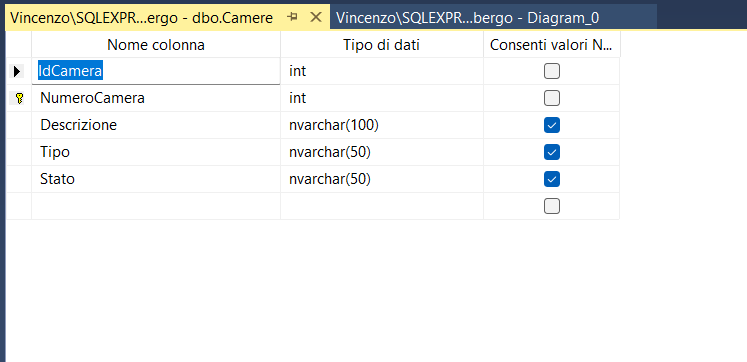 Vincenzo\SQLEXPR...ergo - dbo.Camere Vincenzo\SQLEXPR...bergo - Diagram_0
Nome colonna Tipo di dati Consenti valori N...
IdCamera int
NumeroCamera int
Descrizione nvarchar(100)
Tipo nvarchar(50)
Stato nvarchar(50)